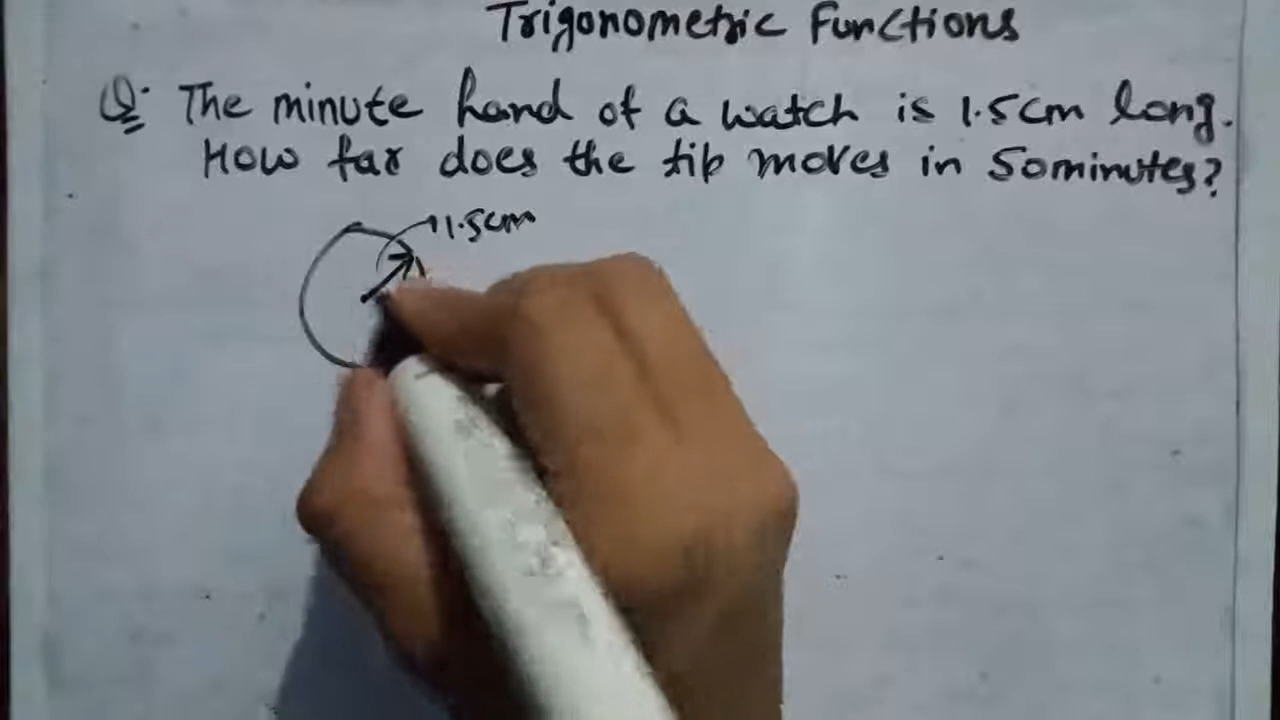 Trigonometric Functions
Q. The minute hand of a watch is 1.5cm long.
How far does the tip moves in 50minutes?
1.5cm